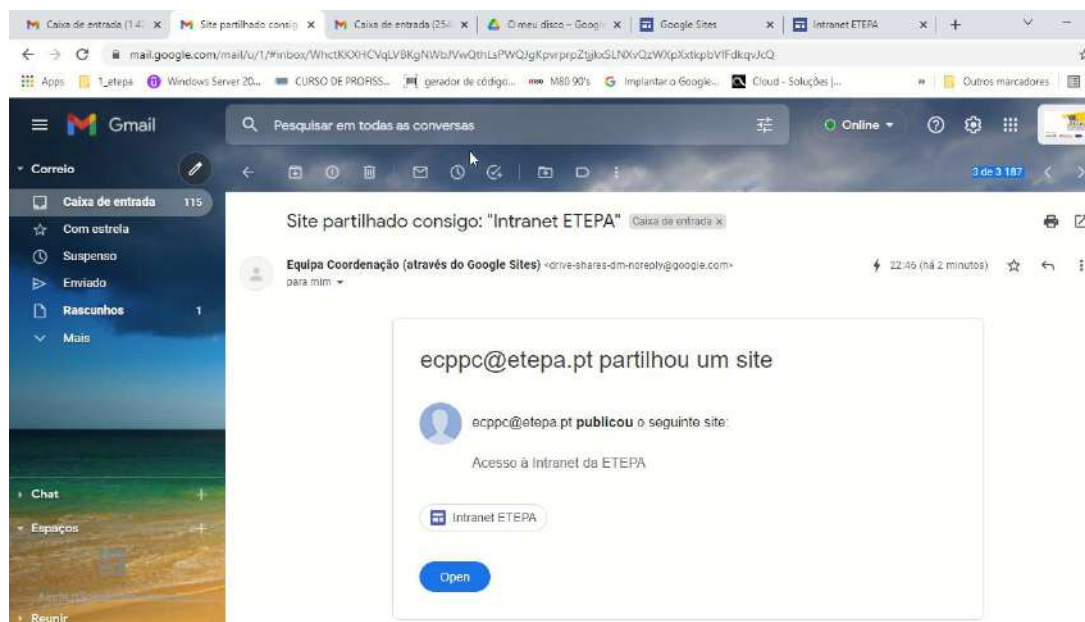 Caixa de entrada (1 4
Site partilhado consig
Caixa de entrada (254
O meu disco – Goog
Google Sites
Intranet ETEPA
mail.google.com/mail/u/1/#inbox/
Apps
1_etepa
Windows Server 20...
CURSO DE PROFISS...
gerador de código...
M80 90's
Implantar o Google...
Cloud - Soluções |...
»
Outros marcadores
Gmail
Pesquisar em todas as conversas
Online
Correio
3 de 3 187
Caixa de entrada 115
Com estrela
Suspenso
Enviado
Rascunhos 1
Mais
Chat
Espaços
Reunir
Site partilhado consigo: "Intranet ETEPA" Caixa de entrada x
Equipa Coordenação (através do Google Sites) <drive-shares-dm-noreply@google.com>
22:46 (há 2 minutos)
para mim
ecppc@etepa.pt partilhou um site
ecppc@etepa.pt publicou o seguinte site:
Acesso à Intranet da ETEPA
Intranet ETEPA
Open